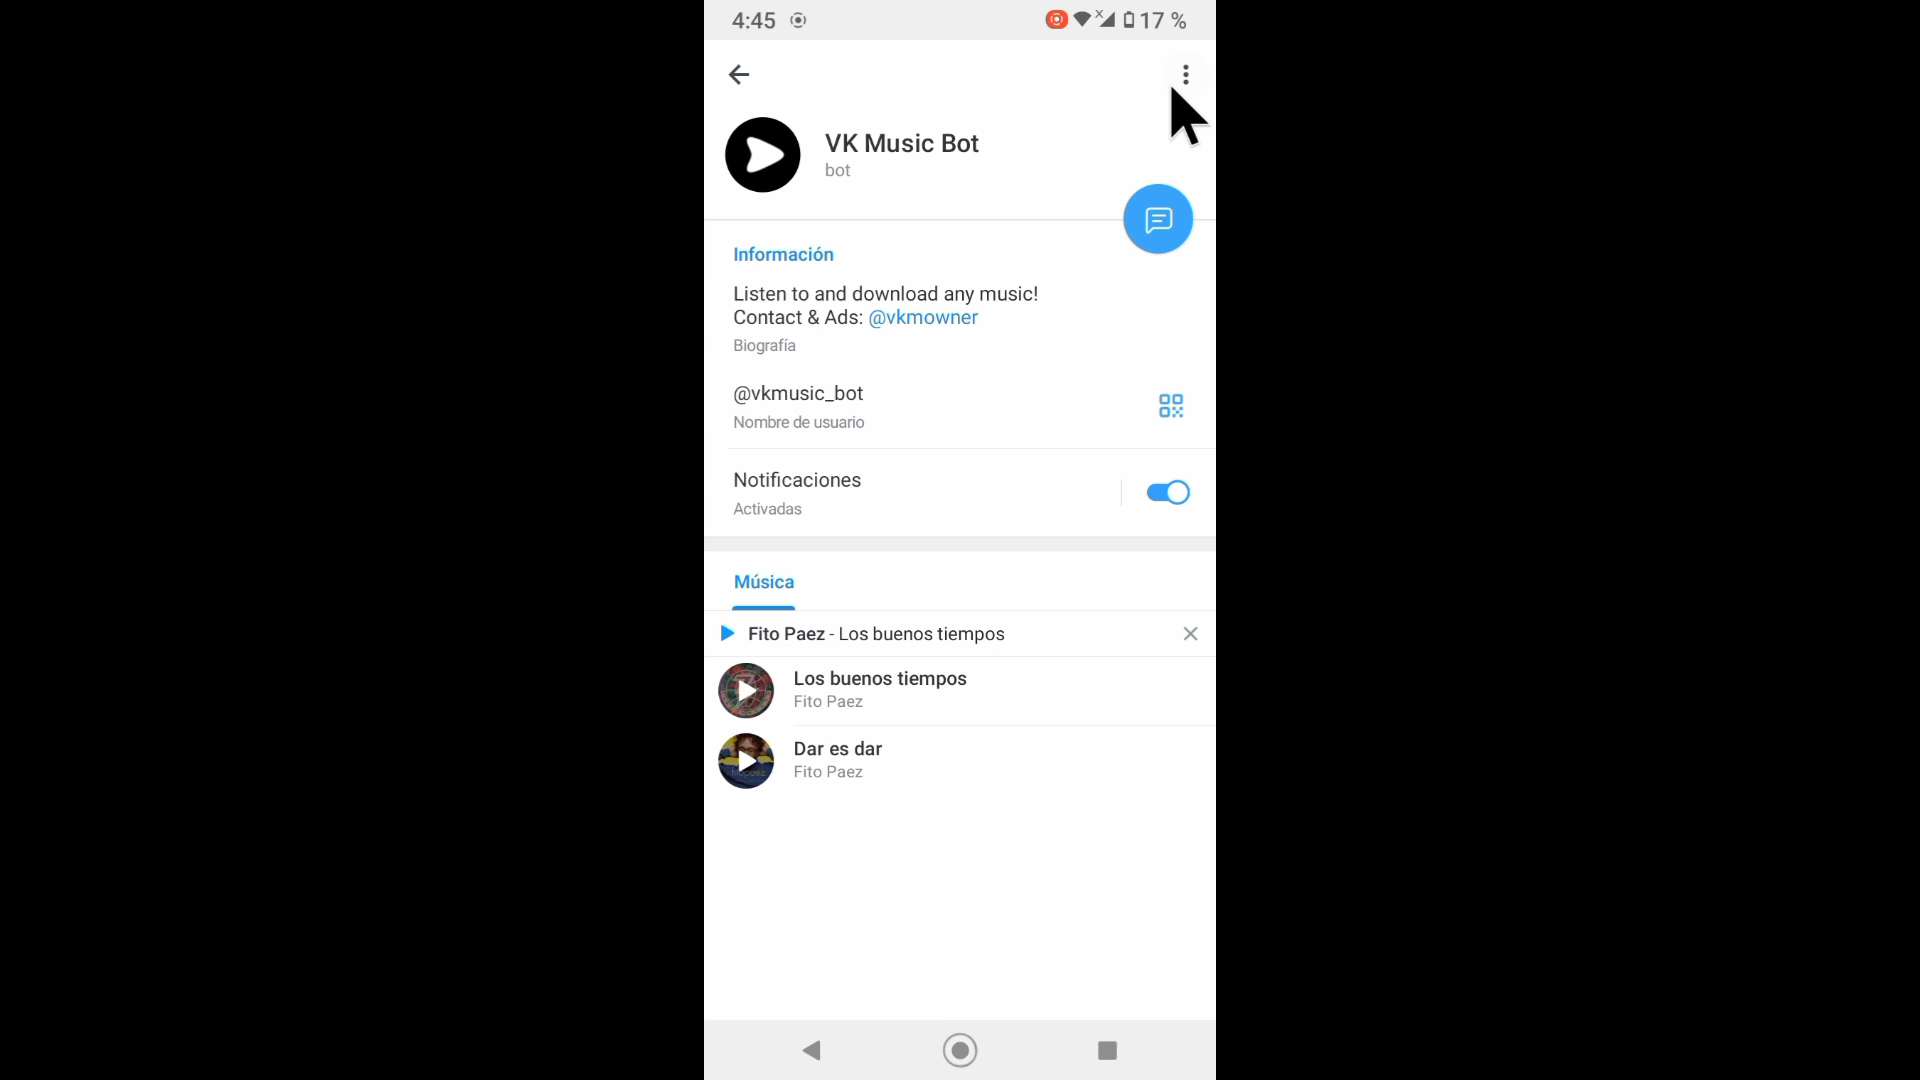 4:45
17 %
VK Music Bot
bot
Información
Listen to and download any music!
Contact & Ads: @vkmowner
Biografía
@vkmusic_bot
Nombre de usuario
Notificaciones
Activadas
Música
Fito Paez - Los buenos tiempos
Los buenos tiempos
Fito Paez
Dar es dar
Fito Paez